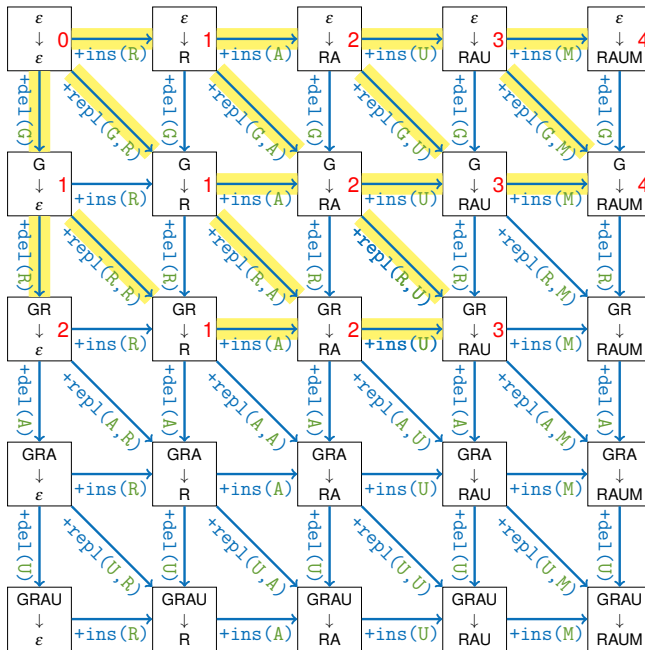 ε ε ε ε ε
↓ 0 ↓ 1 ↓ 2 ↓ 3 ↓ 4
ε +ins(R) R +ins(A) RA +ins(U) RAU +ins(M) RAUM
+del(G) +repl(G,R) +del(G) +repl(G,A) +del(G) +repl(G,U) +del(G) +repl(G,M) +del(G)
G G G G G
↓ 1 ↓ 1 ↓ 2 ↓ 3 ↓ 4
ε +ins(R) R +ins(A) RA +ins(U) RAU +ins(M) RAUM
+del(R) +repl(R,R) +del(R) +repl(R,A) +del(R) +repl(R,U) +del(R) +repl(R,M) +del(R)
GR GR GR GR GR
↓ 2 ↓ 1 ↓ 2 ↓ 3 ↓
ε +ins(R) R +ins(A) RA +ins(U) RAU +ins(M) RAUM
+del(A) +repl(A,R) +del(A) +repl(A,A) +del(A) +repl(A,U) +del(A) +repl(A,M) +del(A)
GRA GRA GRA GRA GRA
↓ ↓ ↓ ↓ ↓
ε +ins(R) R +ins(A) RA +ins(U) RAU +ins(M) RAUM
+del(U) +repl(U,R) +del(U) +repl(U,A) +del(U) +repl(U,U) +del(U) +repl(U,M) +del(U)
GRAU GRAU GRAU GRAU GRAU
↓ ↓ ↓ ↓ ↓
ε +ins(R) R +ins(A) RA +ins(U) RAU +ins(M) RAUM